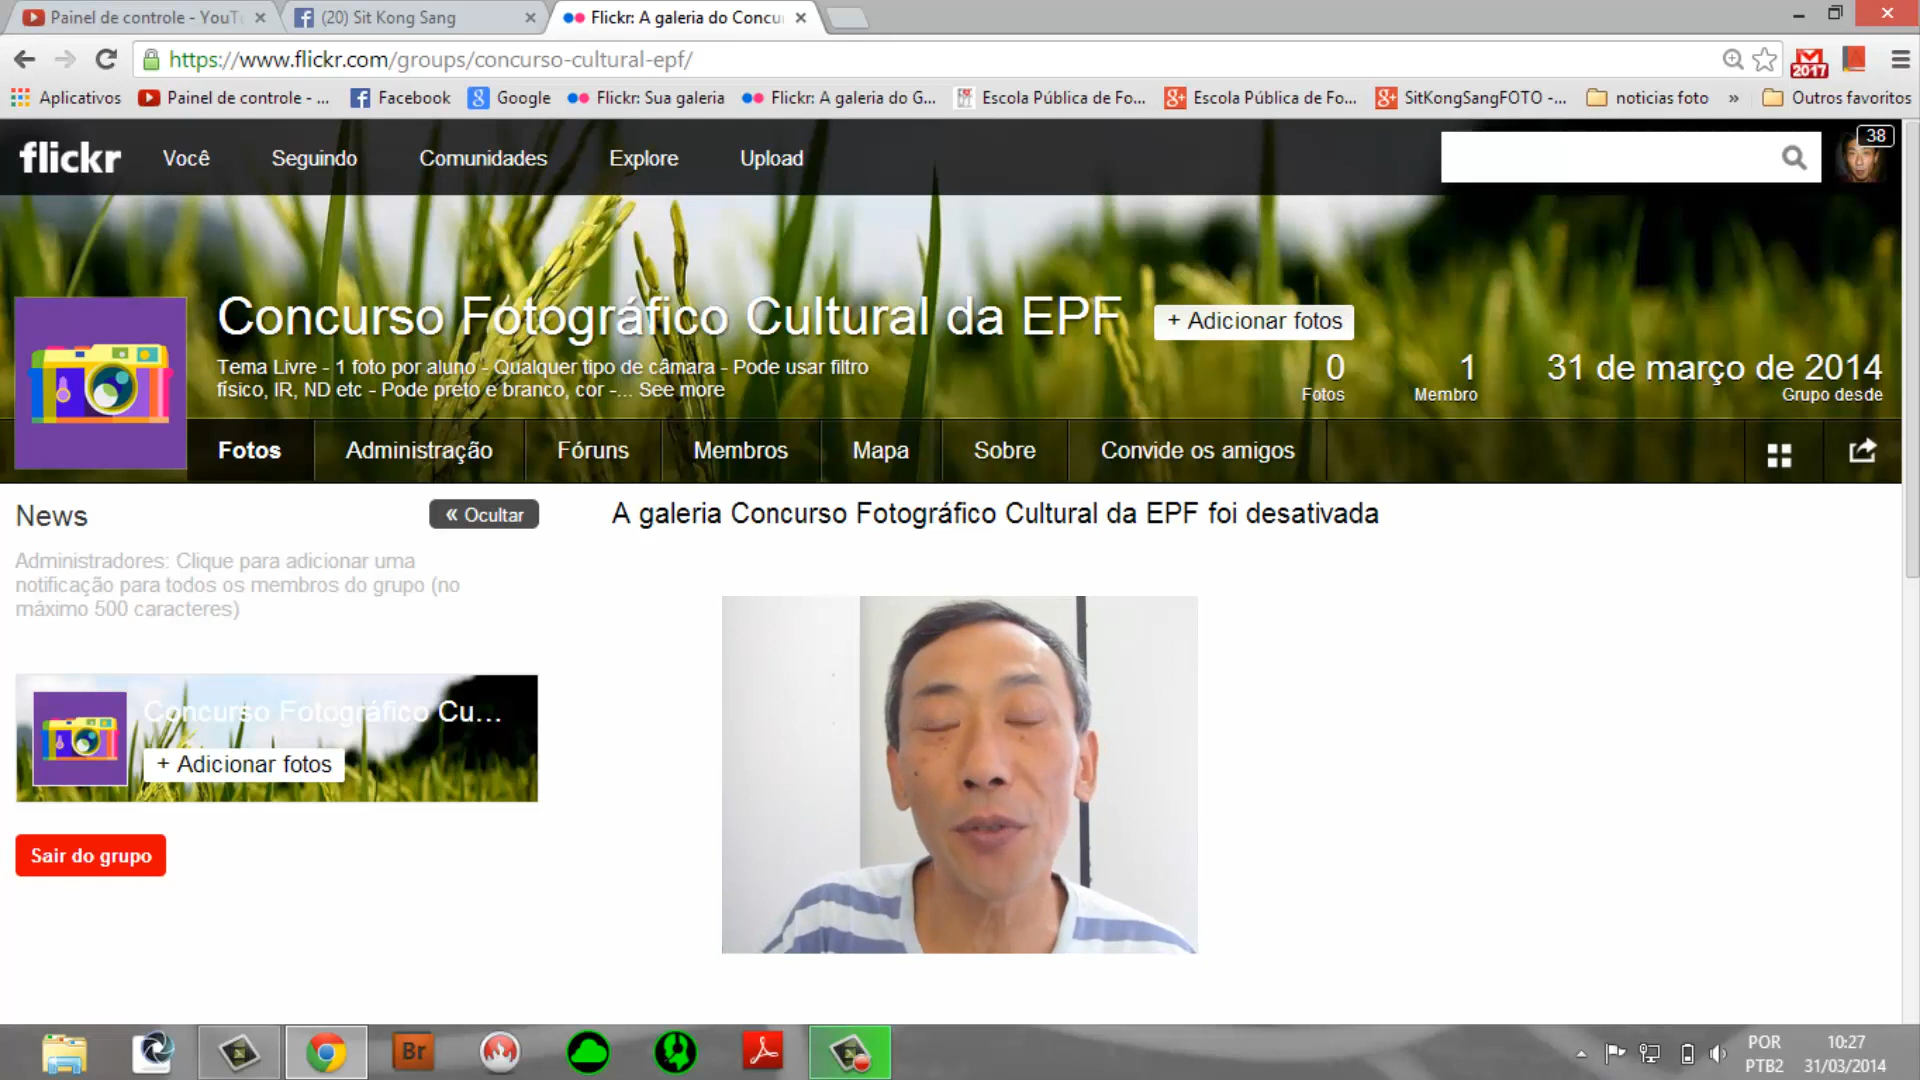 Painel de controle - YouT
(20) Sit Kong Sang
Flickr: A galeria do Concu
https://www.flickr.com/groups/concurso-cultural-epf/
2017
Aplicativos
Painel de controle - ...
Facebook
Google
Flickr: Sua galeria
Flickr: A galeria do G...
Escola Pública de Fo...
Escola Pública de Fo...
SitKongSangFOTO -...
noticias foto
»
Outros favoritos
flickr
Você
Seguindo
Comunidades
Explore
Upload
38
Concurso Fotográfico Cultural da EPF
+ Adicionar fotos
Tema Livre - 1 foto por aluno - Qualquer tipo de câmara - Pode usar filtro
físico, IR, ND etc - Pode preto e branco, cor -... See more
0
Fotos
1
Membro
31 de março de 2014
Grupo desde
Fotos
Administração
Fóruns
Membros
Mapa
Sobre
Convide os amigos
News
« Ocultar
A galeria Concurso Fotográfico Cultural da EPF foi desativada
Administradores: Clique para adicionar uma
notificação para todos os membros do grupo (no
máximo 500 caracteres)
Concurso Fotográfico Cu...
+ Adicionar fotos
Sair do grupo
Br
POR
PTB2
10:27
31/03/2014